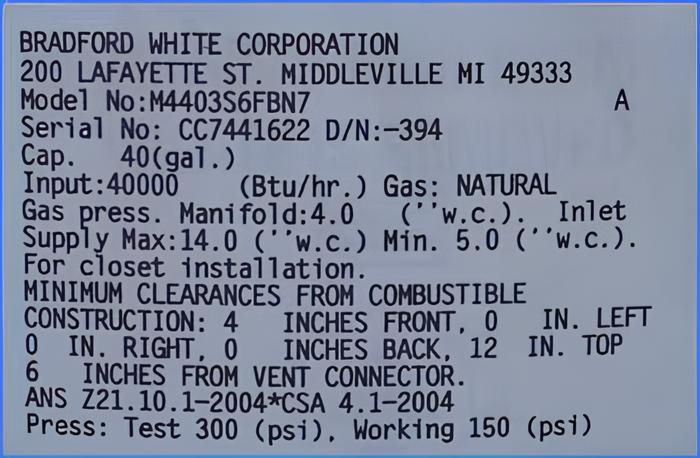 BRADFORD WHITE CORPORATION
200 LAFAYETTE ST. MIDDLEVILLE MI 49333
Model No:M4403S6FBN7 A
Serial No: CC7441622 D/N:-394
Cap. 40(gal.)
Input:40000 (Btu/hr.) Gas: NATURAL
Gas press. Manifold:4.0 (''w.c.). Inlet
Supply Max:14.0 (''w.c.) Min. 5.0 (''w.c.).
For closet installation.
MINIMUM CLEARANCES FROM COMBUSTIBLE
CONSTRUCTION: 4 INCHES FRONT, 0 IN. LEFT
0 IN. RIGHT, 0 INCHES BACK, 12 IN. TOP
6 INCHES FROM VENT CONNECTOR.
ANS Z21.10.1-2004*CSA 4.1-2004
Press: Test 300 (psi), Working 150 (psi)